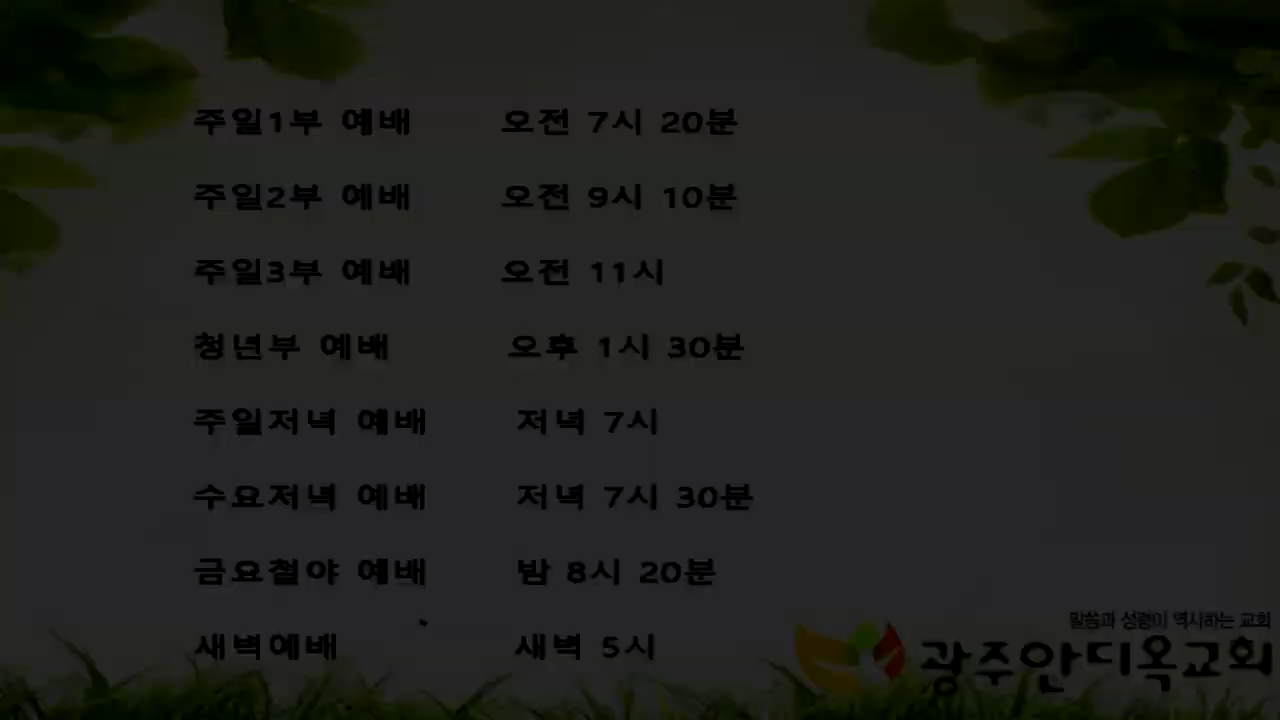 주일1부 예배 오전 7시 20분
주일2부 예배 오전 9시 10분
주일3부 예배 오전 11시
청년부 예배 오후 1시 30분
주일저녁 예배 저녁 7시
수요저녁 예배 저녁 7시 30분
금요철야 예배 밤 8시 20분
새벽예배 새벽 5시
말씀과 성령이 역사하는 교회
광주안디옥교회